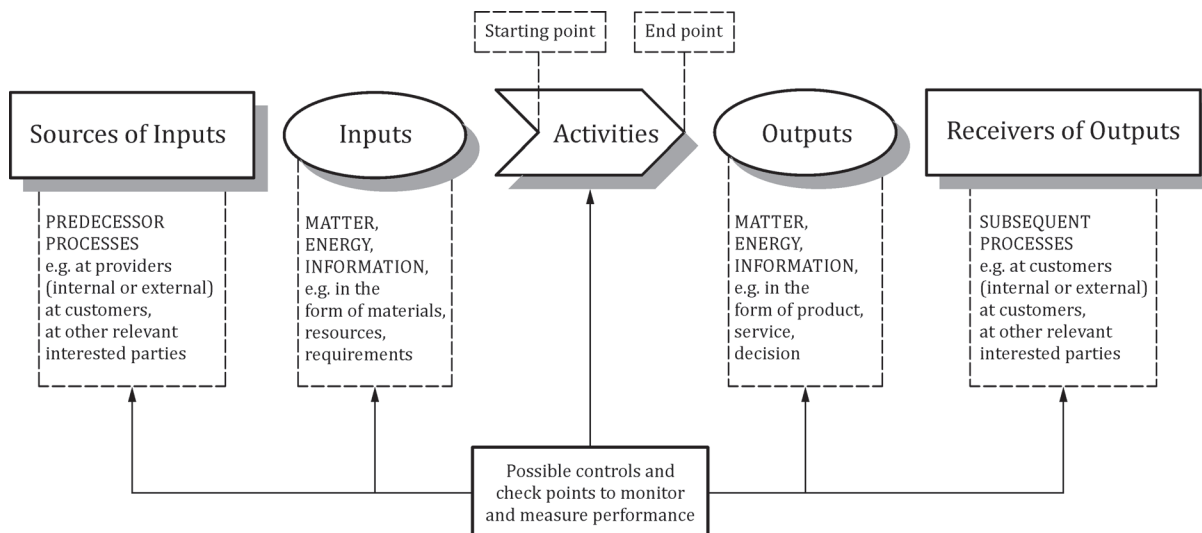 Starting point
End point
Sources of Inputs
Inputs
Activities
Outputs
Receivers of Outputs
PREDECESSOR
PROCESSES
e.g. at providers
(internal or external)
at customers,
at other relevant
interested parties
MATTER,
ENERGY,
INFORMATION,
e.g. in the
form of materials,
resources,
requirements
MATTER,
ENERGY,
INFORMATION,
e.g. in the
form of product,
service,
decision
SUBSEQUENT
PROCESSES
e.g. at customers
(internal or external)
at customers,
at other relevant
interested parties
Possible controls and
check points to monitor
and measure performance